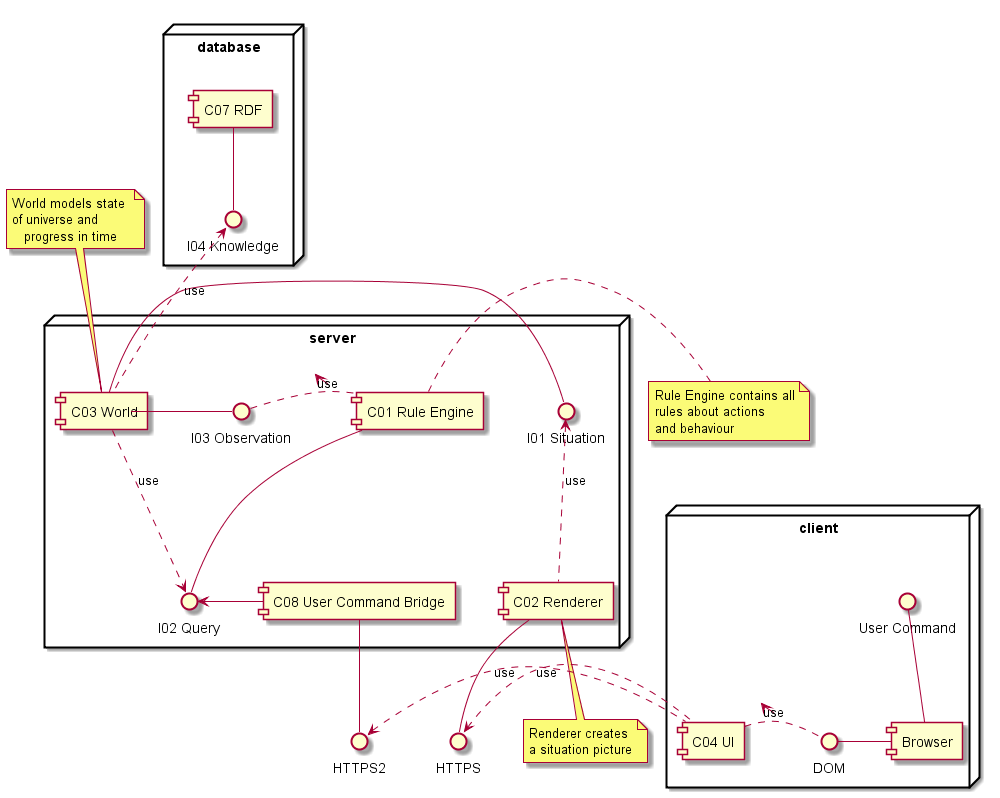 database
C07 RDF
World models state
of universe and
progress in time
I04 Knowledge
use
server
use
C03 World
I03 Observation
C01 Rule Engine
I01 Situation
Rule Engine contains all
rules about actions
and behaviour
use
use
client
C08 User Command Bridge
C02 Renderer
I02 Query
User Command
use
use
use
Renderer creates
a situation picture
C04 UI
Browser
HTTPS2
HTTPS
DOM